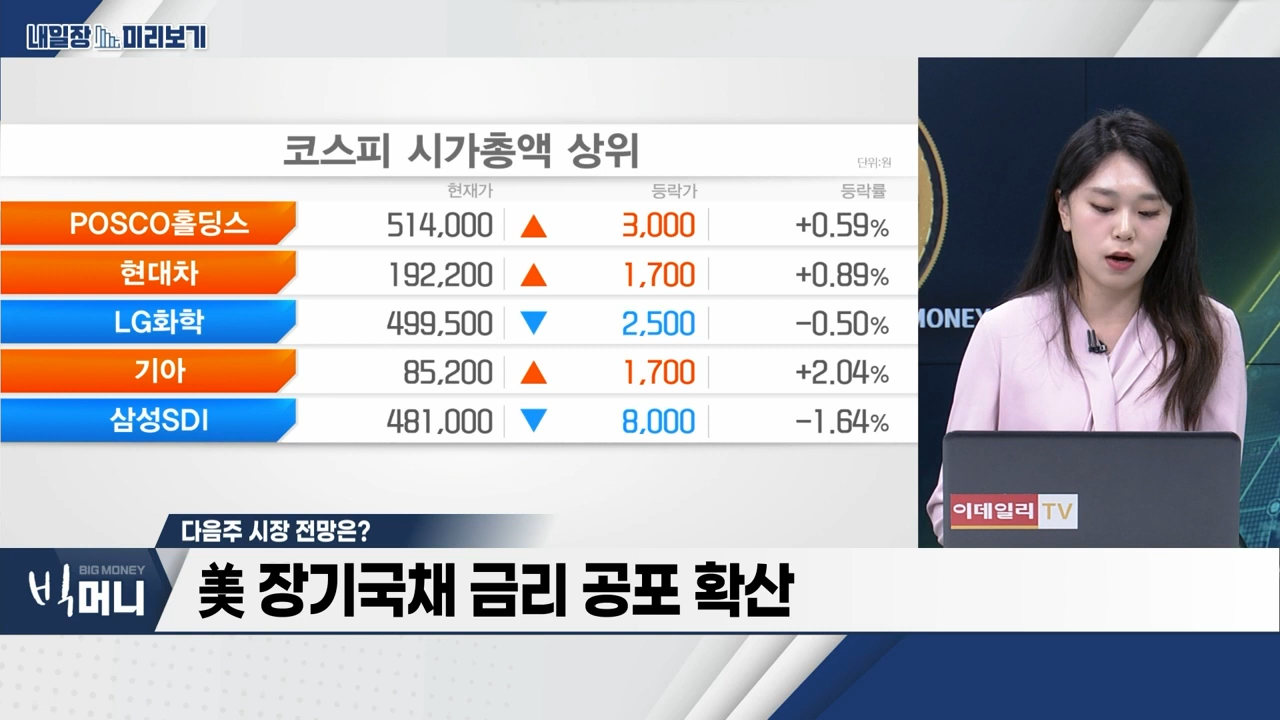 내일장 미리보기
코스피 시가총액 상위
단위:원
현재가 등락가 등락률
POSCO홀딩스 514,000 ▲ 3,000 +0.59%
현대차 192,200 ▲ 1,700 +0.89%
LG화학 499,500 ▼ 2,500 -0.50%
기아 85,200 ▲ 1,700 +2.04%
삼성SDI 481,000 ▼ 8,000 -1.64%
MONEY
이데일리 TV
다음주 시장 전망은?
BIG MONEY
빅머니
美 장기국채 금리 공포 확산